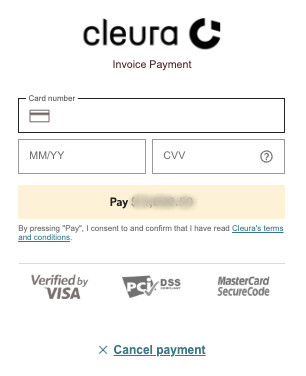 cleura
Invoice Payment
Card number
MM/YY
CVV
Pay
By pressing "Pay", I consent to and confirm that I have read Cleura's terms
and conditions.
Verified by
VISA
PCI DSS
COMPLIANT
MasterCard
SecureCode
Cancel payment